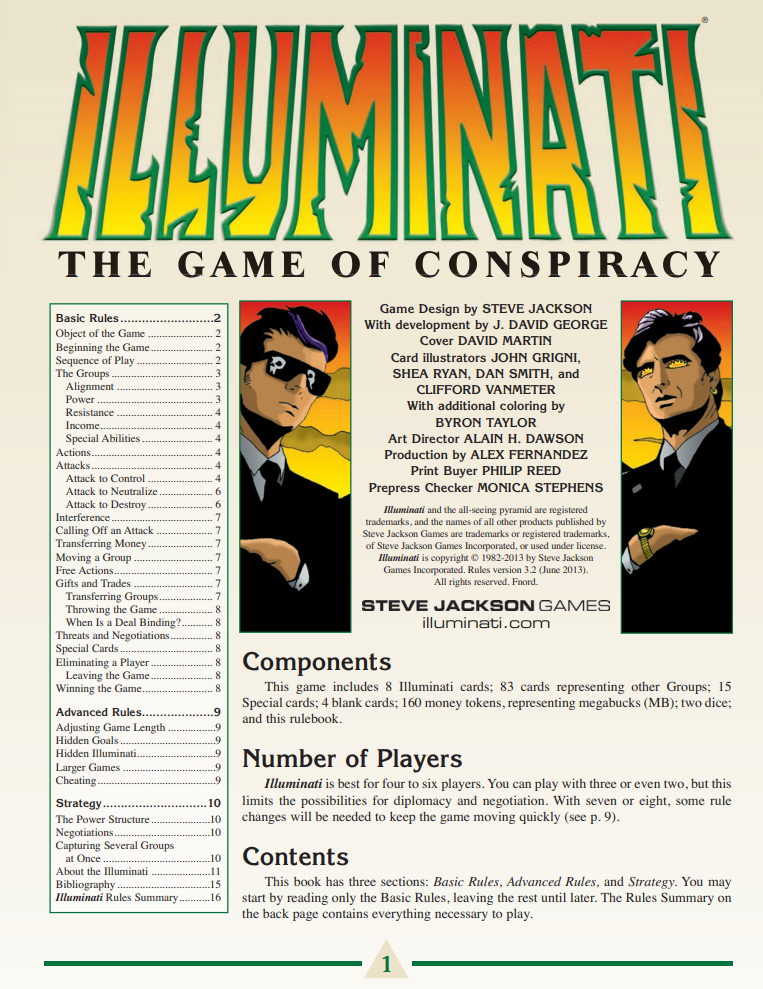 ILLUMINATI®
THE GAME OF CONSPIRACY
Basic Rules..........................2
Object of the Game ...................... 2
Beginning the Game..................... 2
Sequence of Play .......................... 2
The Groups ................................... 3
Alignment ................................ 3
Power ....................................... 3
Resistance ................................ 4
Income...................................... 4
Special Abilities ....................... 4
Actions.......................................... 4
Attacks .......................................... 4
Attack to Control ..................... 4
Attack to Neutralize ................. 6
Attack to Destroy ..................... 6
Interference ................................... 7
Calling Off an Attack ................... 7
Transferring Money...................... 7
Moving a Group ........................... 7
Free Actions.................................. 7
Gifts and Trades ........................... 7
Transferring Groups................. 7
Throwing the Game ................. 8
When Is a Deal Binding?.......... 8
Threats and Negotiations.............. 8
Special Cards ................................ 8
Eliminating a Player ..................... 8
Leaving the Game..................... 8
Winning the Game........................ 8
Advanced Rules....................9
Adjusting Game Length ................9
Hidden Goals ................................9
Hidden Illuminati..........................9
Larger Games ...............................9
Cheating ........................................9
Strategy.............................10
The Power Structure....................10
Negotiations................................10
Capturing Several Groups
at Once ....................................10
About the Illuminati ....................11
Bibliography ...............................15
Illuminati Rules Summary..........16
Game Design by STEVE JACKSON
With development by J. DAVID GEORGE
Cover DAVID MARTIN
Card illustrators JOHN GRIGNI,
SHEA RYAN, DAN SMITH, and
CLIFFORD VANMETER
With additional coloring by
BYRON TAYLOR
Art Director ALAIN H. DAWSON
Production by ALEX FERNANDEZ
Print Buyer PHILIP REED
Prepress Checker MONICA STEPHENS
Illuminati and the all-seeing pyramid are registered
trademarks, and the names of all other products published by
Steve Jackson Games are trademarks or registered trademarks,
of Steve Jackson Games Incorporated, or used under license.
Illuminati is copyright © 1982-2013 by Steve Jackson
Games Incorporated. Rules version 3.2 (June 2013).
All rights reserved. Fnord.
STEVE JACKSON GAMES
illuminati.com
Components
This game includes 8 Illuminati cards; 83 cards representing other Groups; 15
Special cards; 4 blank cards; 160 money tokens, representing megabucks (MB); two dice;
and this rulebook.
Number of Players
Illuminati is best for four to six players. You can play with three or even two, but this
limits the possibilities for diplomacy and negotiation. With seven or eight, some rule
changes will be needed to keep the game moving quickly (see p. 9).
Contents
This book has three sections: Basic Rules, Advanced Rules, and Strategy. You may
start by reading only the Basic Rules, leaving the rest until later. The Rules Summary on
the back page contains everything necessary to play.
1